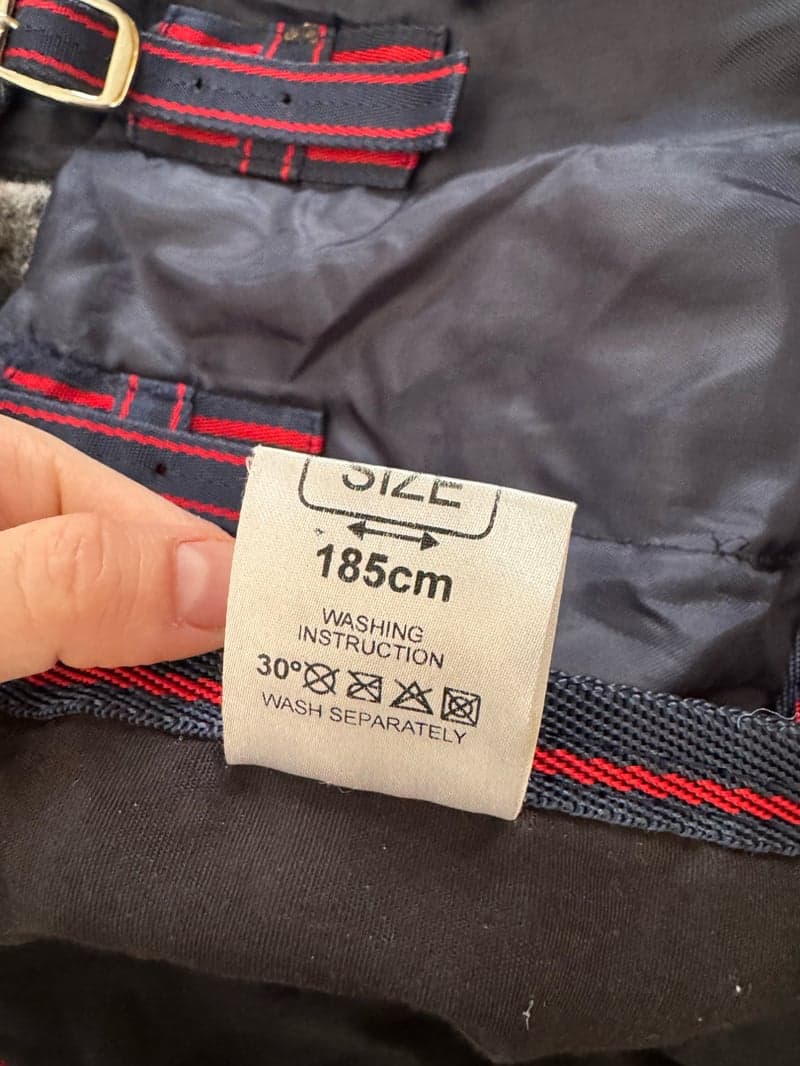 SIZE
185cm
WASHING
INSTRUCTION
30°
WASH SEPARATELY